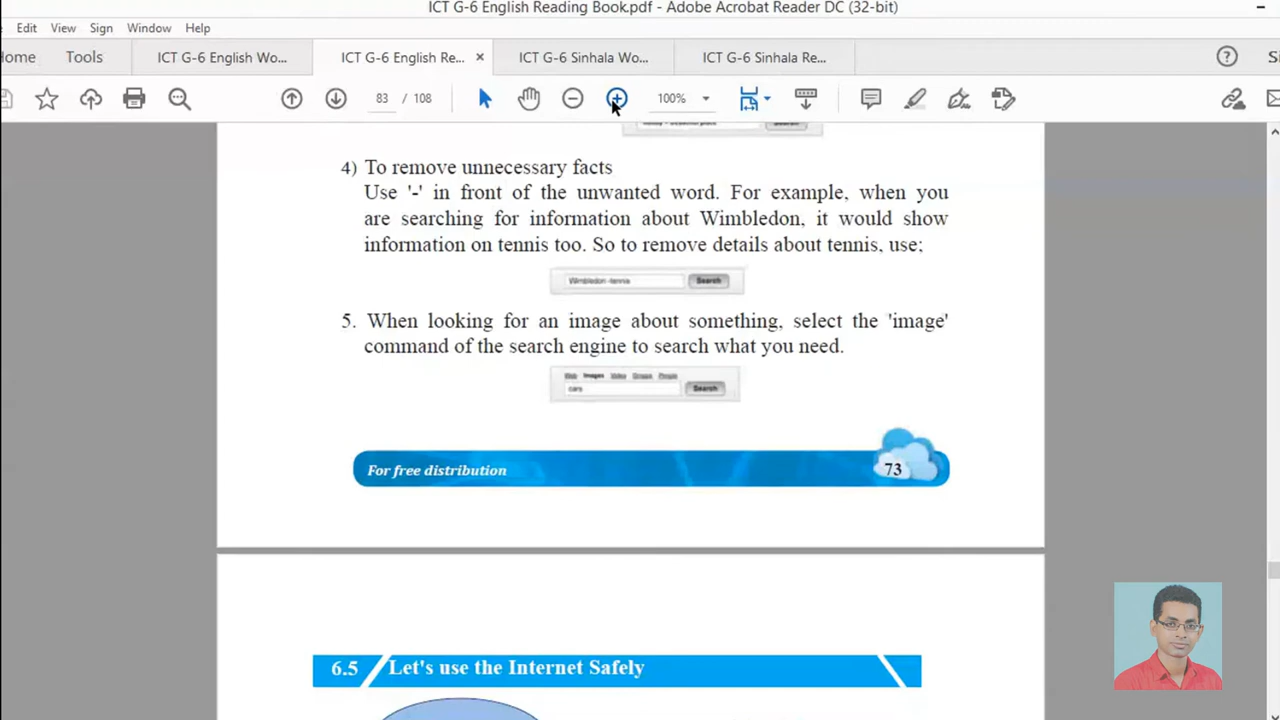 ICT G-6 English Reading Book.pdf - Adobe Acrobat Reader DC (32-bit)
Edit View Sign Window Help
ome Tools ICT G-6 English Wo... ICT G-6 English Re... × ICT G-6 Sinhala Wo... ICT G-6 Sinhala Re... ? Si
83 / 108 100%
Search
4) To remove unnecessary facts
Use '-' in front of the unwanted word. For example, when you
are searching for information about Wimbledon, it would show
information on tennis too. So to remove details about tennis, use;
Wimbledon -tennis Search
5. When looking for an image about something, select the 'image'
command of the search engine to search what you need.
Web Images Video People
cars Search
For free distribution 73
6.5 Let's use the Internet Safely